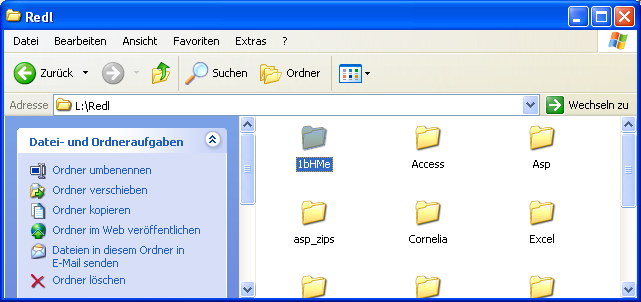 Redl
Datei Bearbeiten Ansicht Favoriten Extras ?
Zurück Suchen Ordner
Adresse L:\Redl Wechseln zu
Datei- und Ordneraufgaben
Ordner umbenennen
Ordner verschieben
Ordner kopieren
Ordner im Web veröffentlichen
Dateien in diesem Ordner in
E-Mail senden
Ordner löschen
1bHMe Access Asp
asp_zips Cornelia Excel